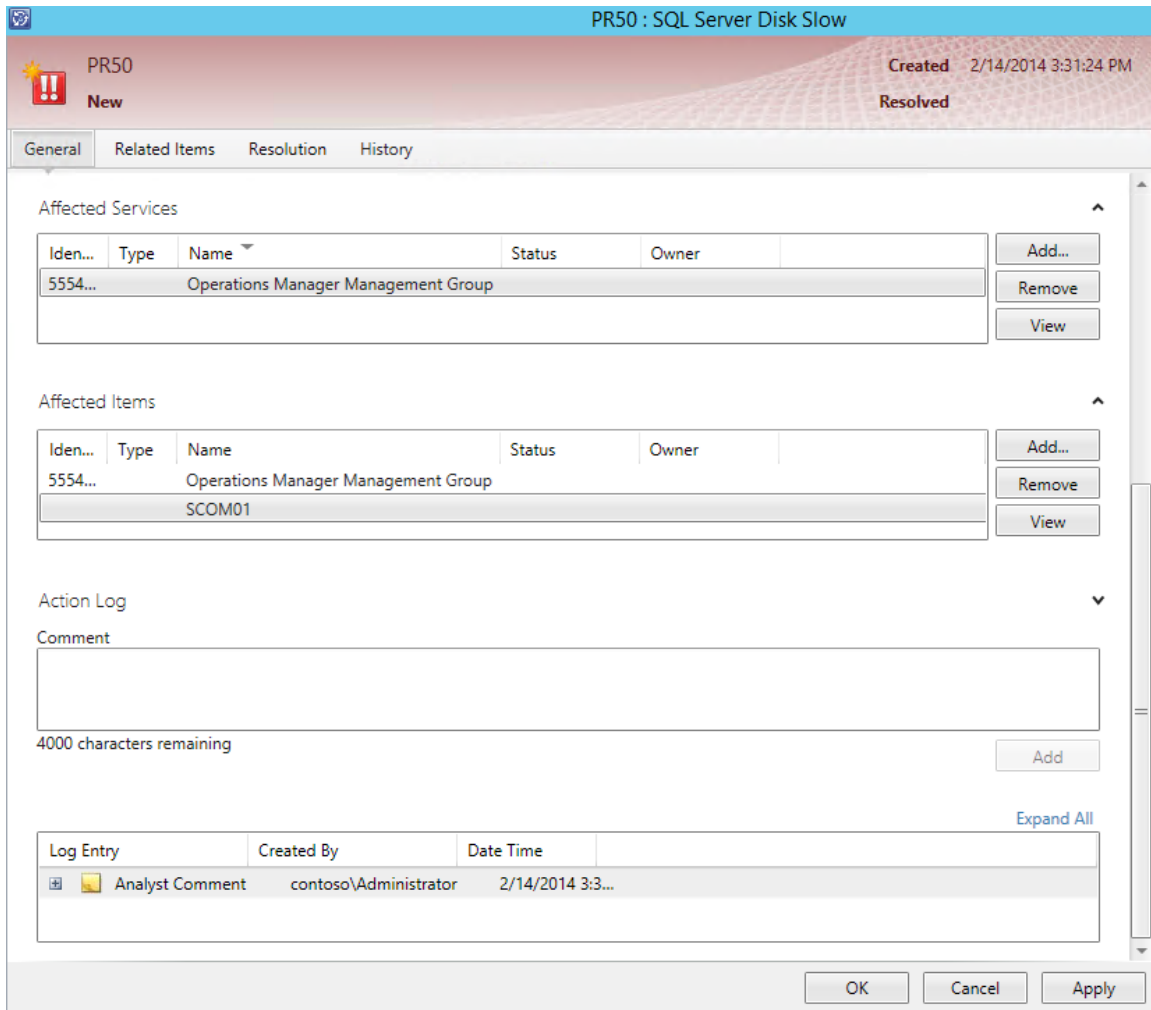 PR50 : SQL Server Disk Slow
PR50
Created 2/14/2014 3:31:24 PM
New
Resolved
General Related Items Resolution History
Affected Services
Iden... Type Name Status Owner
Add...
5554... Operations Manager Management Group
Remove
View
Affected Items
Iden... Type Name Status Owner
Add...
5554... Operations Manager Management Group
Remove
SCOM01
View
Action Log
Comment
4000 characters remaining
Add
Expand All
Log Entry Created By Date Time
Analyst Comment contoso\Administrator 2/14/2014 3:3...
OK Cancel Apply